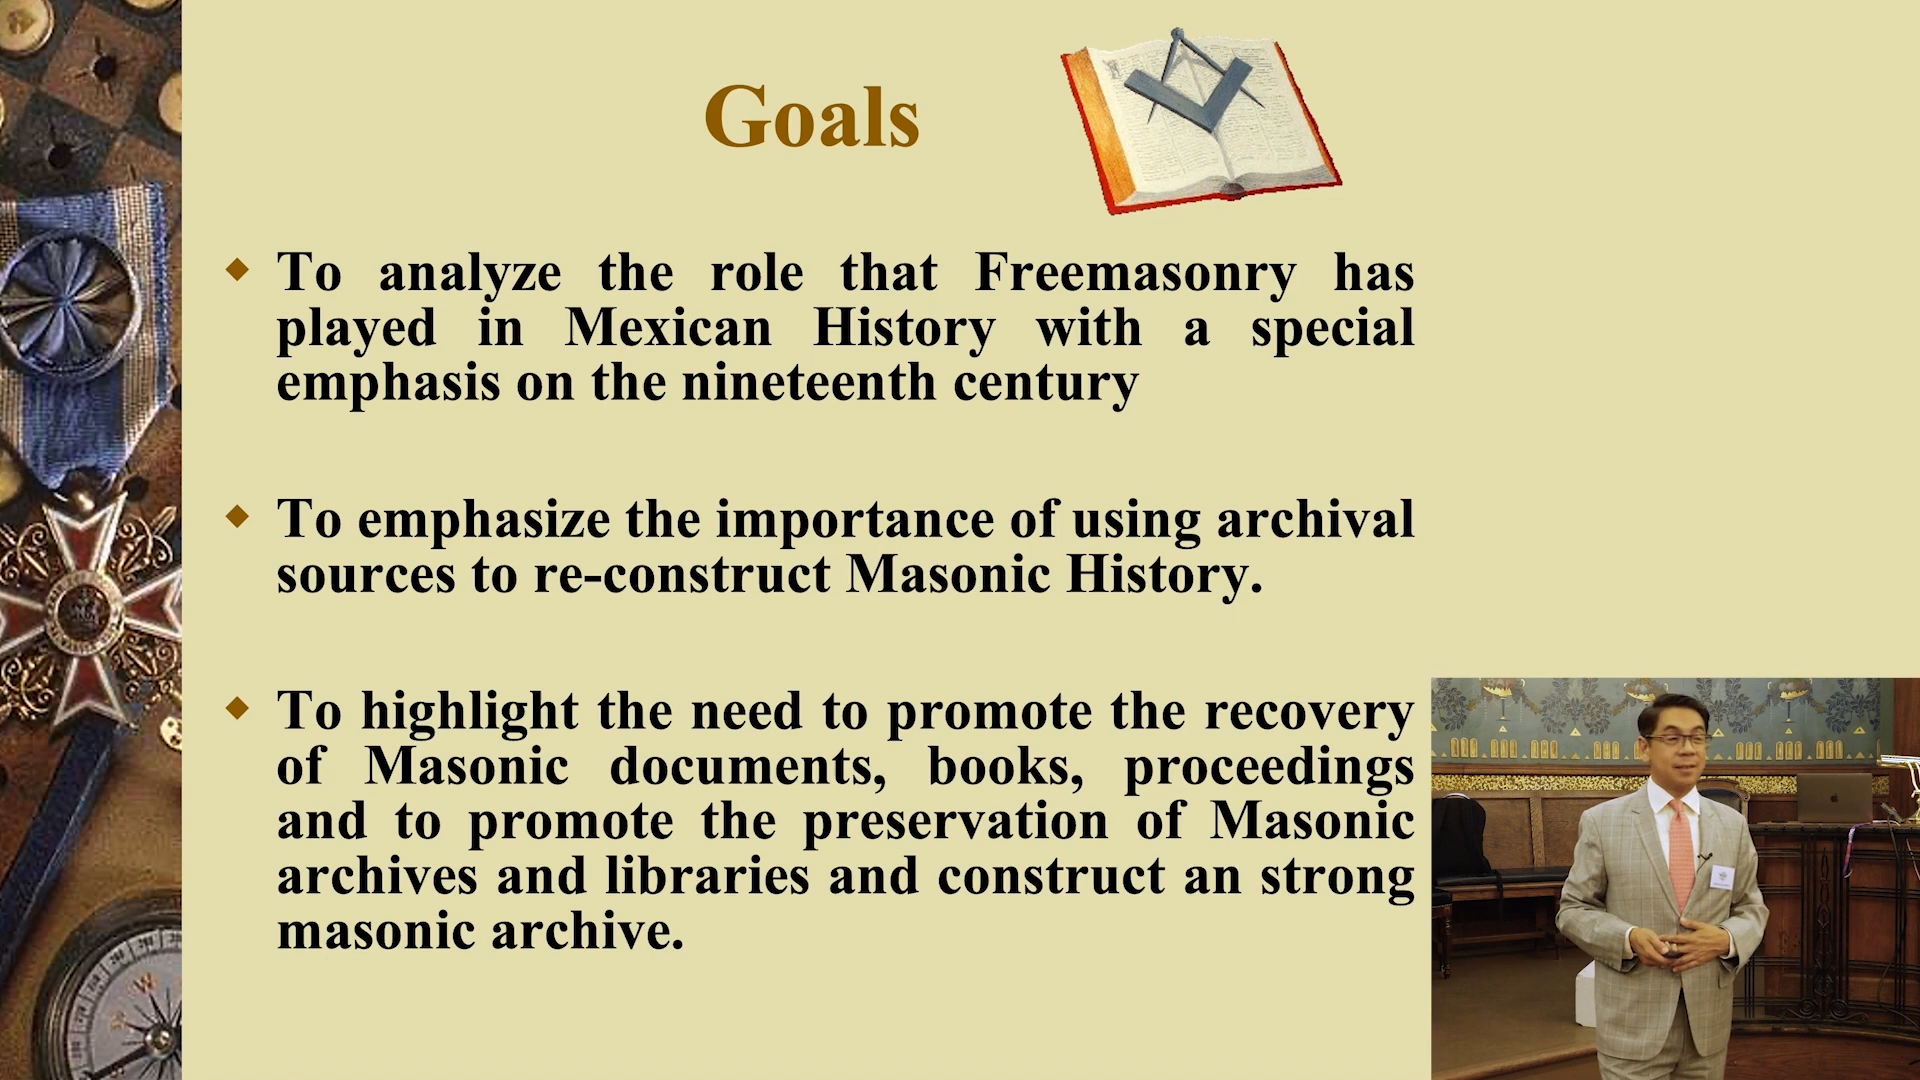 Goals
To analyze the role that Freemasonry has
played in Mexican History with a special
emphasis on the nineteenth century
To emphasize the importance of using archival
sources to re-construct Masonic History.
To highlight the need to promote the recovery
of Masonic documents, books, proceedings
and to promote the preservation of Masonic
archives and libraries and construct an strong
masonic archive.